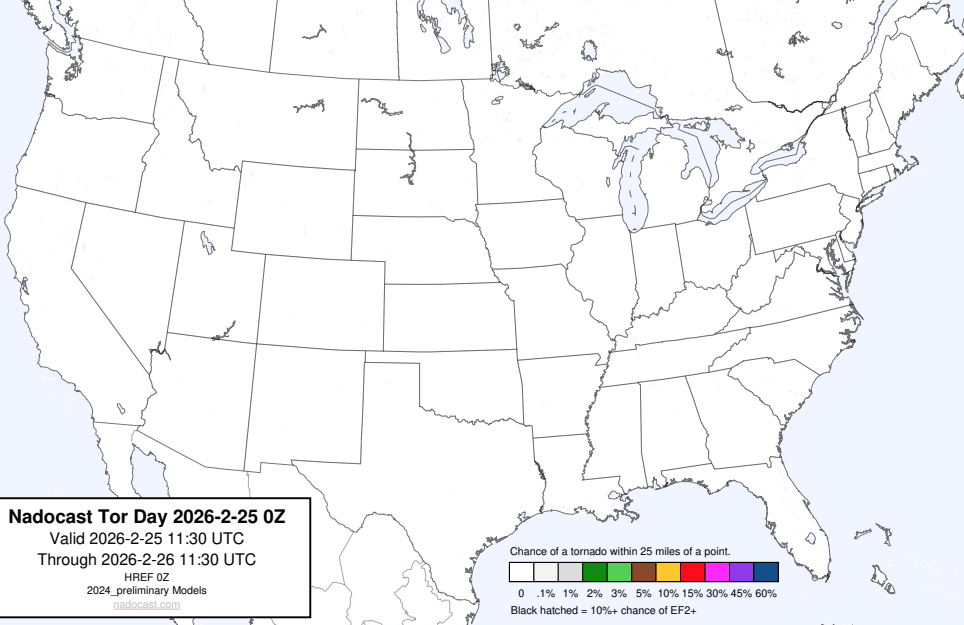 Nadocast Tor Day 2026-2-25 0Z
Valid 2026-2-25 11:30 UTC
Through 2026-2-26 11:30 UTC
HREF 0Z
2024_preliminary Models
nadocast.com
Chance of a tornado within 25 miles of a point.
0 .1% 1% 2% 3% 5% 10% 15% 30% 45% 60%
Black hatched = 10%+ chance of EF2+